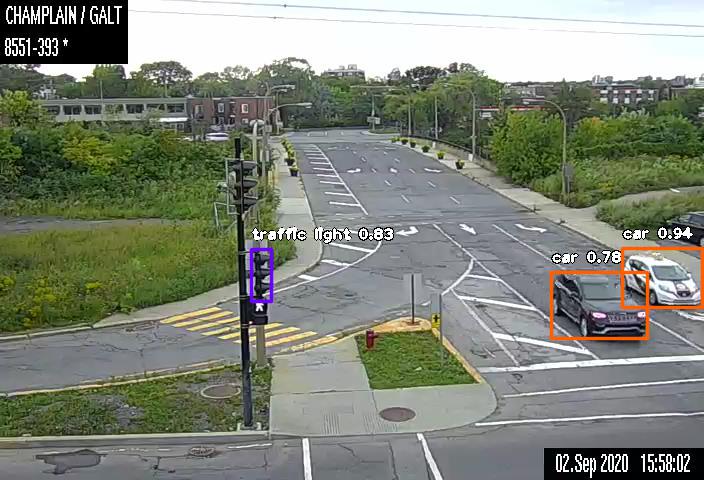 CHAMPLAIN / GALT
8551-393 *
traffic light 0.83
car 0.94
car 0.78
02.Sep 2020 15:58:02